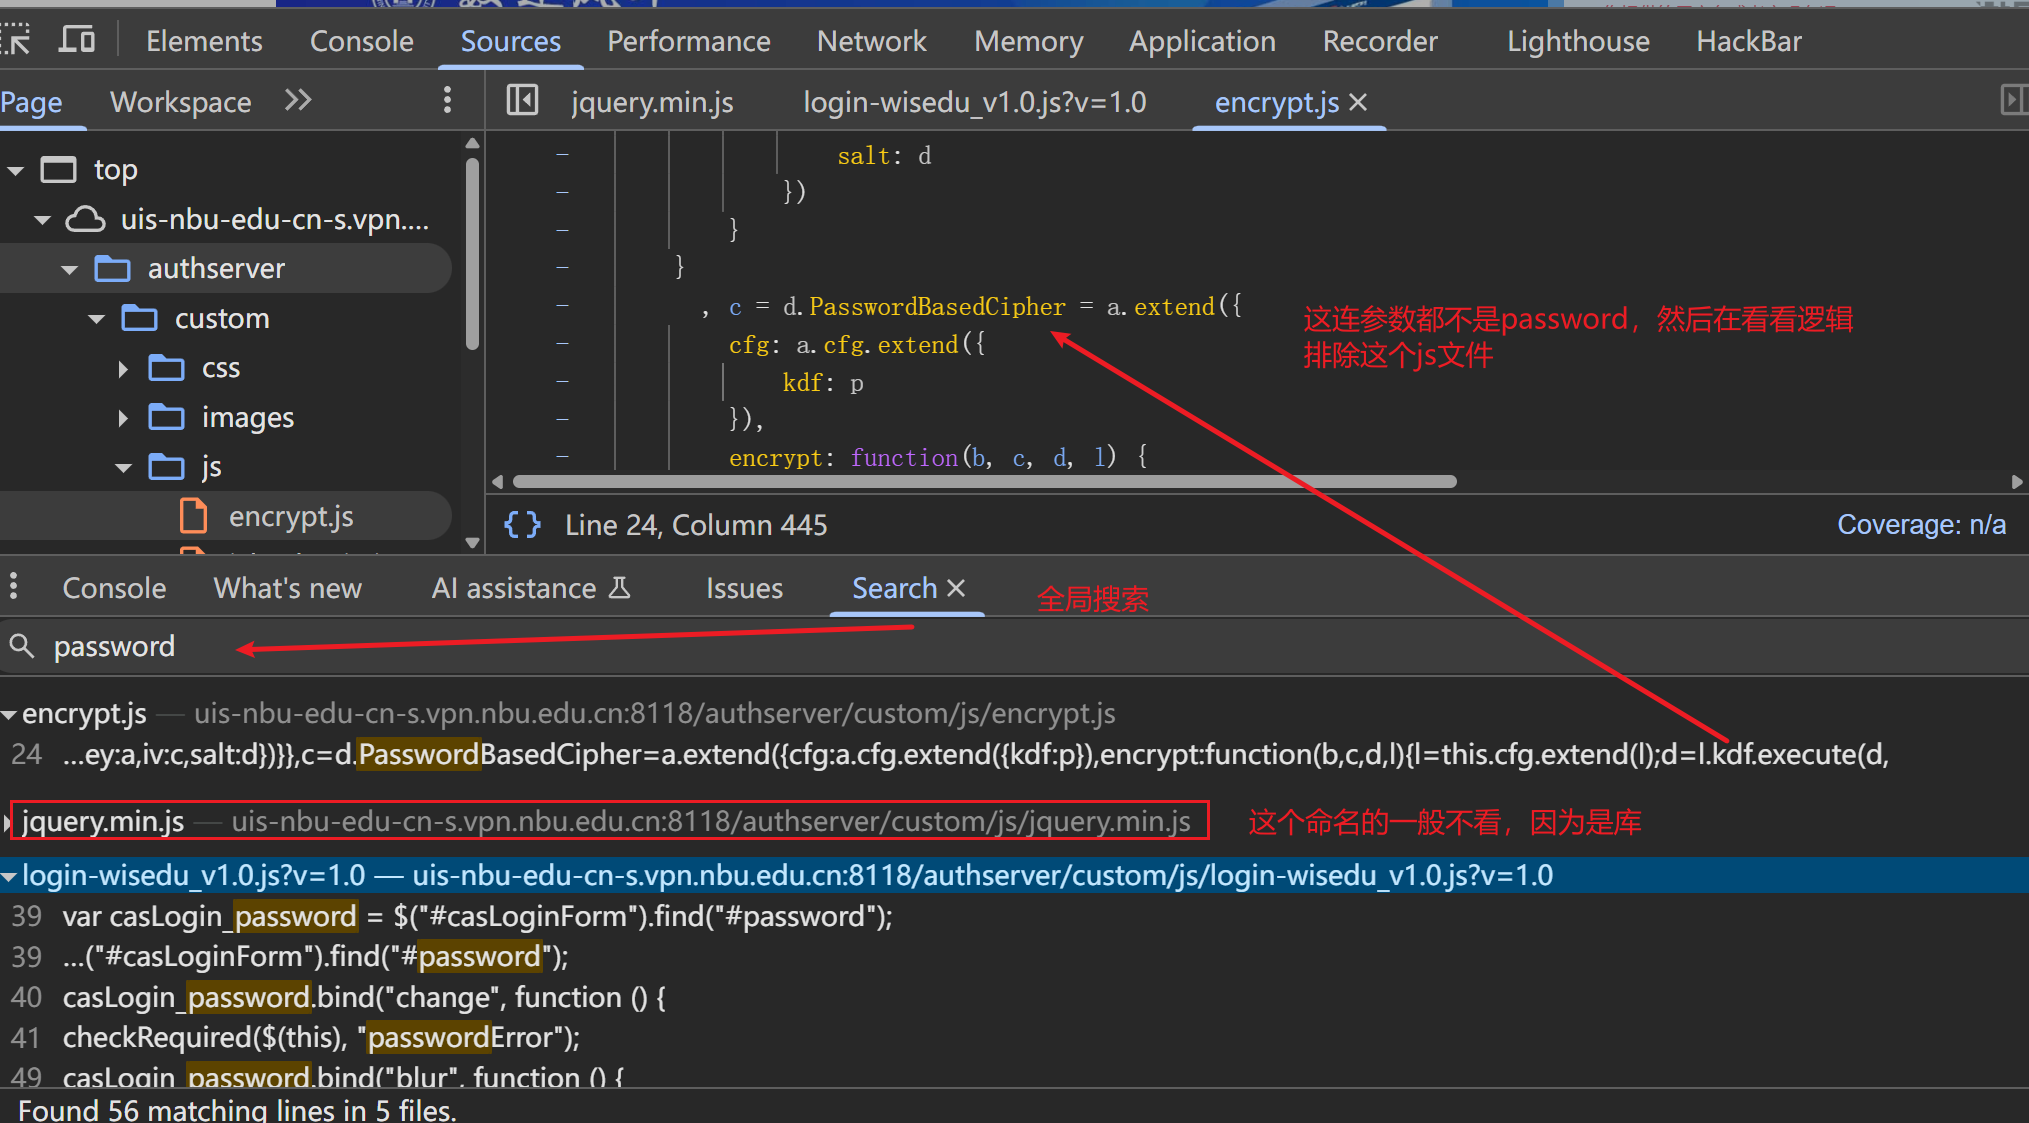 Elements Console Sources Performance Network Memory Application Recorder Lighthouse HackBar
Page Workspace
jquery.min.js login-wisedu_v1.0.js?v=1.0 encrypt.js
top
uis-nbu-edu-cn-s.vpn....
authserver
custom
css
images
js
encrypt.js
salt: d
})
}
}
, c = d.PasswordBasedCipher = a.extend({
cfg: a.cfg.extend({
kdf: p
}),
encrypt: function(b, c, d, l) {
这连参数都不是password，然后在看看逻辑
排除这个js文件
{} Line 24, Column 445
Coverage: n/a
Console What's new AI assistance Issues Search
全局搜索
password
encrypt.js — uis-nbu-edu-cn-s.vpn.nbu.edu.cn:8118/authserver/custom/js/encrypt.js
24 ...ey:a,iv:c,salt:d})}},c=d.PasswordBasedCipher=a.extend({cfg:a.cfg.extend({kdf:p}),encrypt:function(b,c,d,l){l=this.cfg.extend(l);d=l.kdf.execute(d,
jquery.min.js — uis-nbu-edu-cn-s.vpn.nbu.edu.cn:8118/authserver/custom/js/jquery.min.js
这个命名的一般不看，因为是库
login-wisedu_v1.0.js?v=1.0 — uis-nbu-edu-cn-s.vpn.nbu.edu.cn:8118/authserver/custom/js/login-wisedu_v1.0.js?v=1.0
39 var casLogin_password = $("#casLoginForm").find("#password");
39 ...("#casLoginForm").find("#password");
40 casLogin_password.bind("change", function () {
41 checkRequired($(this), "passwordError");
49 casLogin_password.bind("blur", function () {
Found 56 matching lines in 5 files.